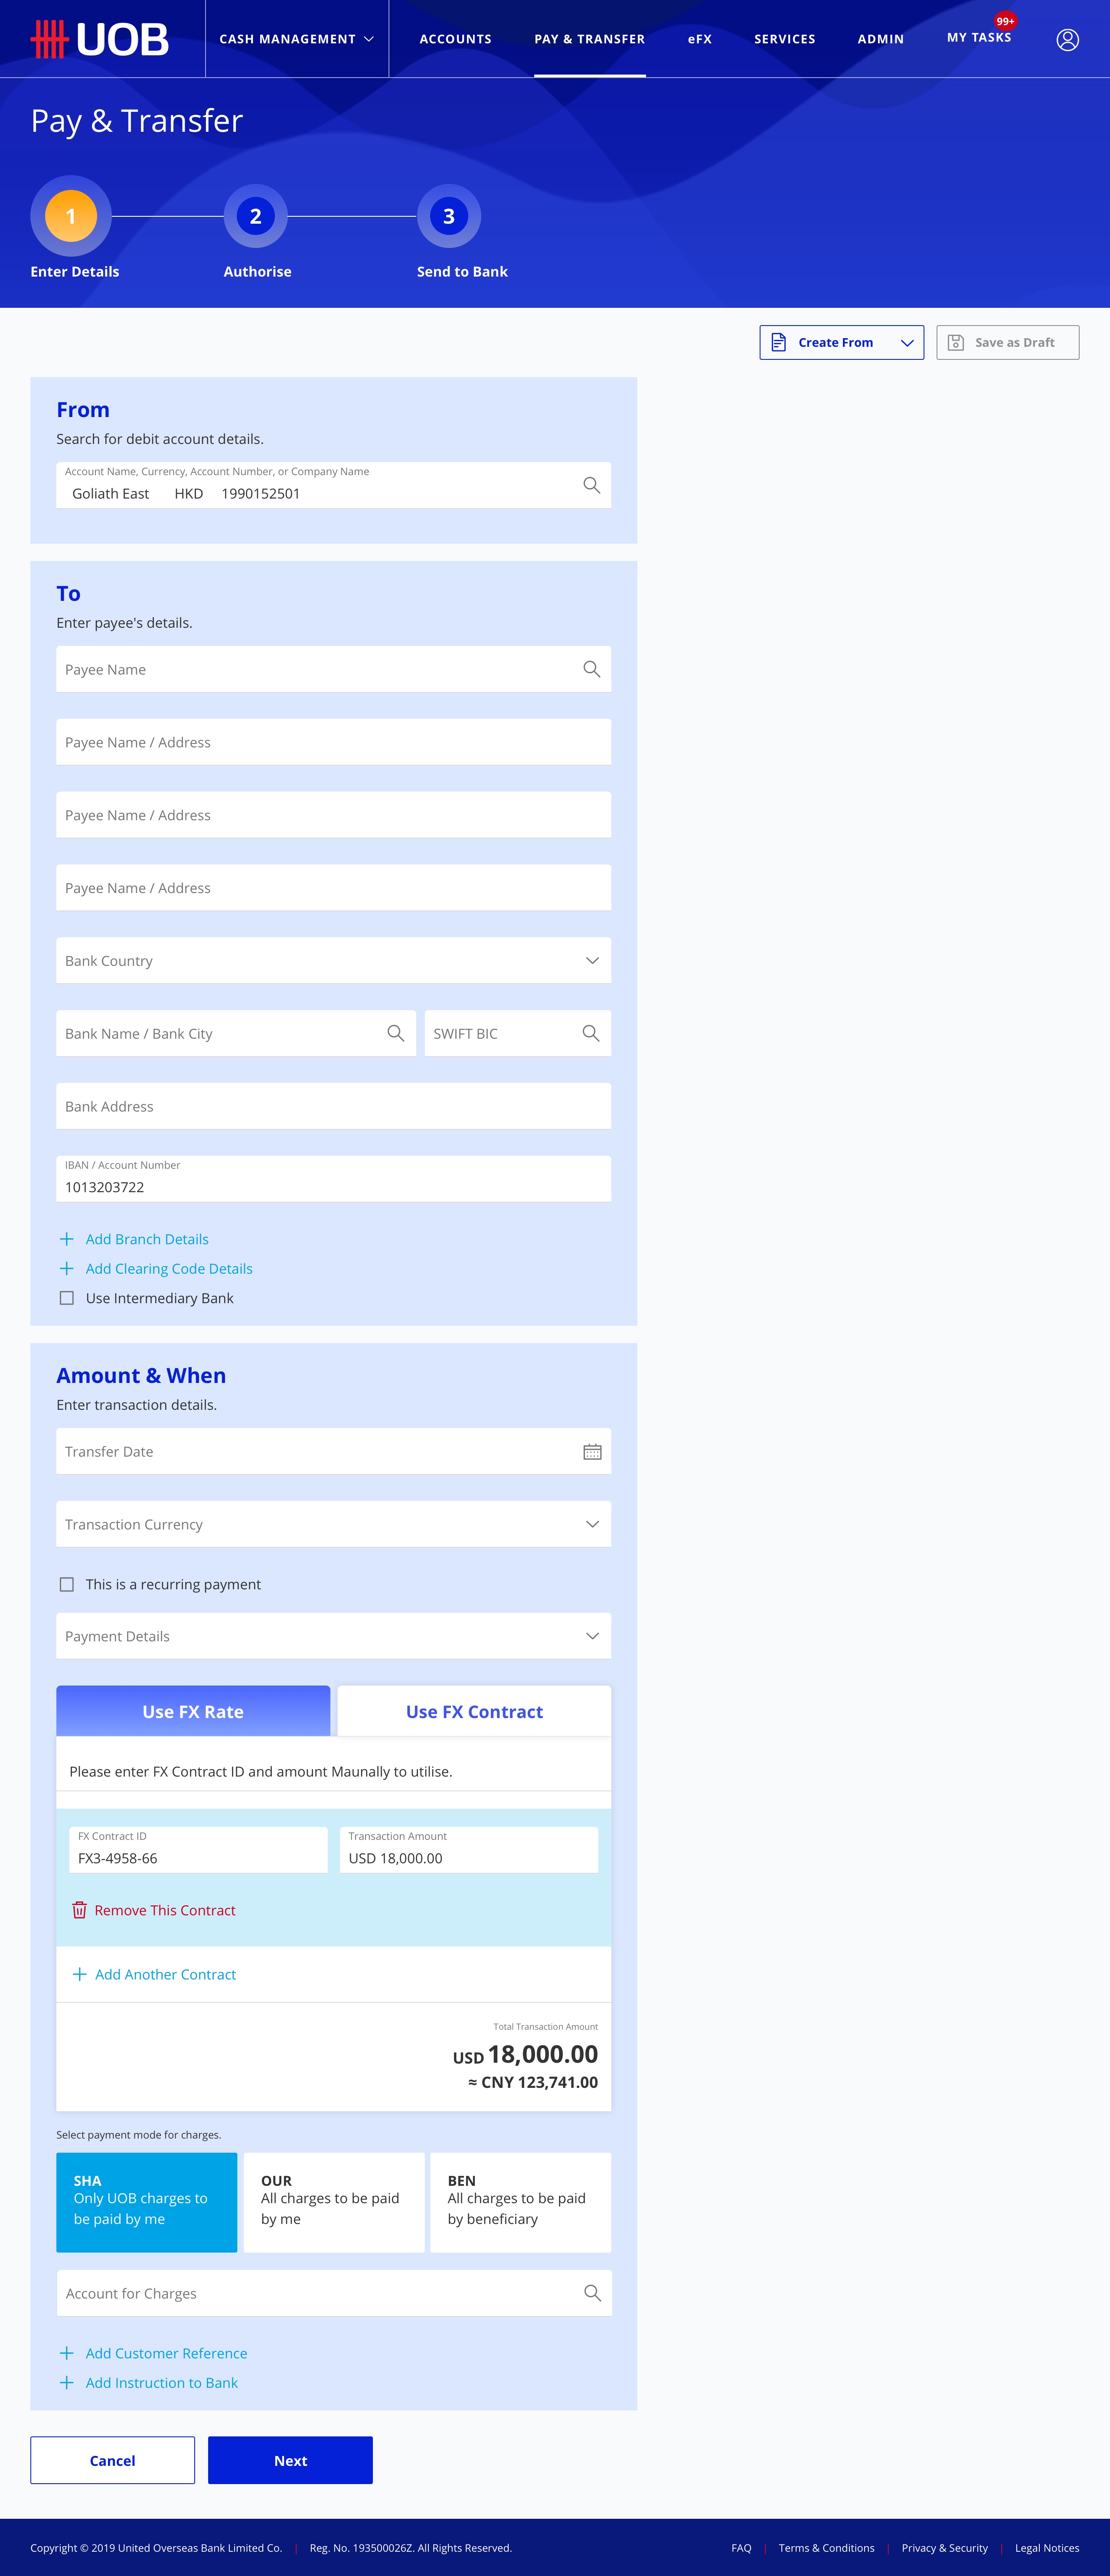 UOB
CASH MANAGEMENT
ACCOUNTS
PAY & TRANSFER
eFX
SERVICES
ADMIN
MY TASKS
99+
Pay & Transfer
1
2
3
Enter Details
Authorise
Send to Bank
Create From
Save as Draft
From
Search for debit account details.
Account Name, Currency, Account Number, or Company Name
Goliath East HKD 1990152501
To
Enter payee's details.
Payee Name
Payee Name / Address
Payee Name / Address
Payee Name / Address
Bank Country
Bank Name / Bank City
SWIFT BIC
Bank Address
IBAN / Account Number
1013203722
Add Branch Details
Add Clearing Code Details
Use Intermediary Bank
Amount & When
Enter transaction details.
Transfer Date
Transaction Currency
This is a recurring payment
Payment Details
Use FX Rate
Use FX Contract
Please enter FX Contract ID and amount Maunally to utilise.
FX Contract ID
FX3-4958-66
Transaction Amount
USD 18,000.00
Remove This Contract
Add Another Contract
Total Transaction Amount
USD 18,000.00
≈ CNY 123,741.00
Select payment mode for charges.
SHA
Only UOB charges to
be paid by me
OUR
All charges to be paid
by me
BEN
All charges to be paid
by beneficiary
Account for Charges
Add Customer Reference
Add Instruction to Bank
Cancel
Next
Copyright © 2019 United Overseas Bank Limited Co. | Reg. No. 193500026Z. All Rights Reserved.
FAQ | Terms & Conditions | Privacy & Security | Legal Notices